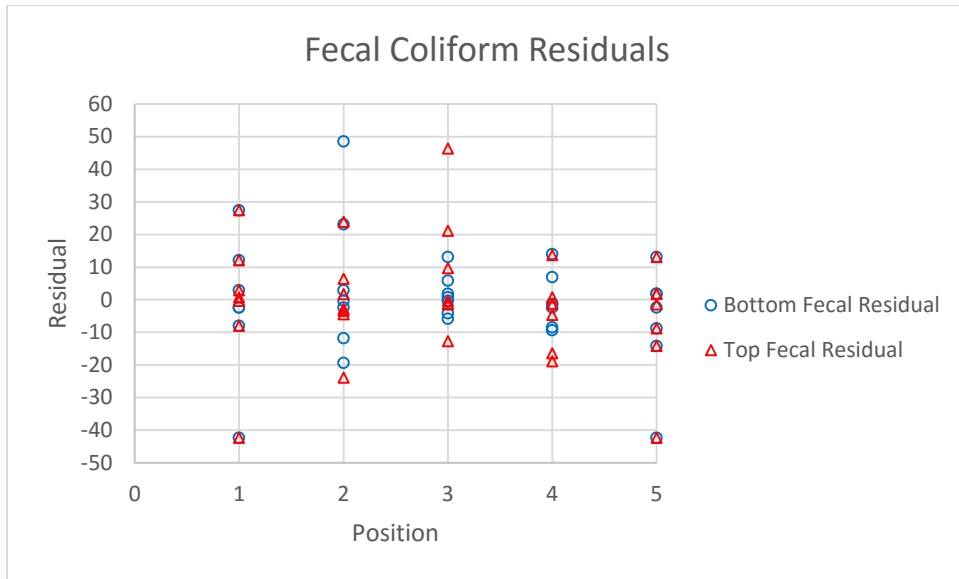 Fecal Coliform Residuals
60
50
40
30
20
10
0
-10
-20
-30
-40
-50
Residual
0 1 2 3 4 5
Position
Bottom Fecal Residual
Top Fecal Residual